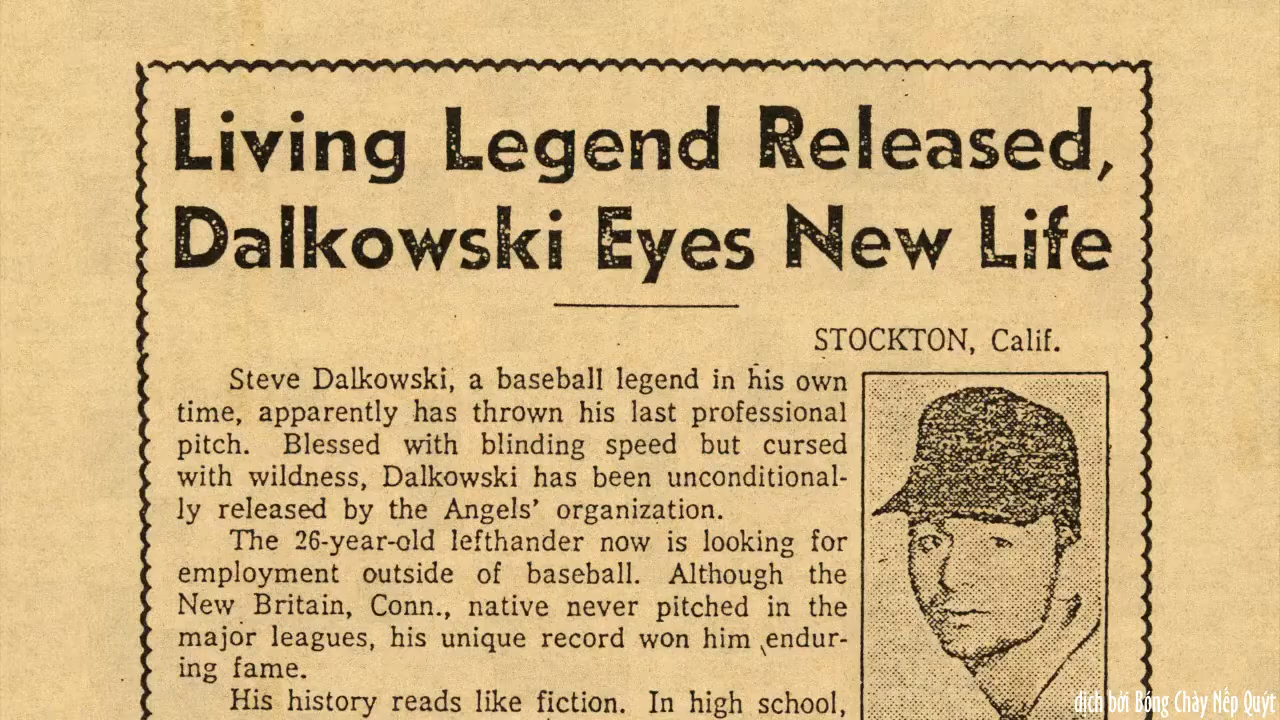 Living Legend Released,
Dalkowski Eyes New Life
STOCKTON, Calif.
Steve Dalkowski, a baseball legend in his own
time, apparently has thrown his last professional
pitch. Blessed with blinding speed but cursed
with wildness, Dalkowski has been unconditional-
ly released by the Angels' organization.
The 26-year-old lefthander now is looking for
employment outside of baseball. Although the
New Britain, Conn., native never pitched in the
major leagues, his unique record won him endur-
ing fame.
His history reads like fiction. In high school,
dịch bởi Bóng Chày Nếp Quýt